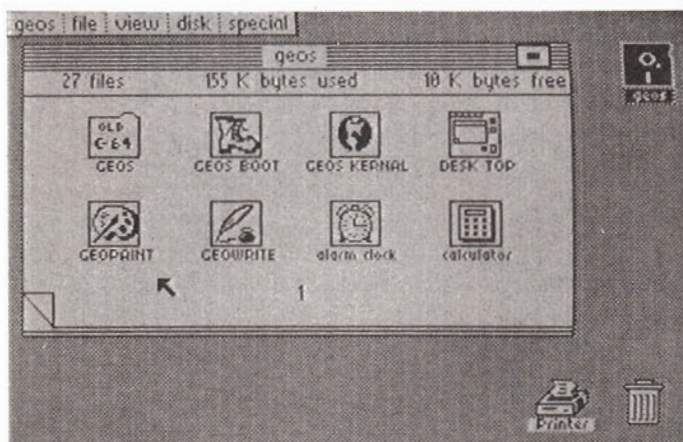 geos file view disk special
geos
27 files 155 K bytes used 10 K bytes free
geos
OLD
C-64
GEOS GEOS BOOT GEOS KERNAL DESK TOP
GEOPAINT GEOWRITE alarm clock calculator
1
Printer